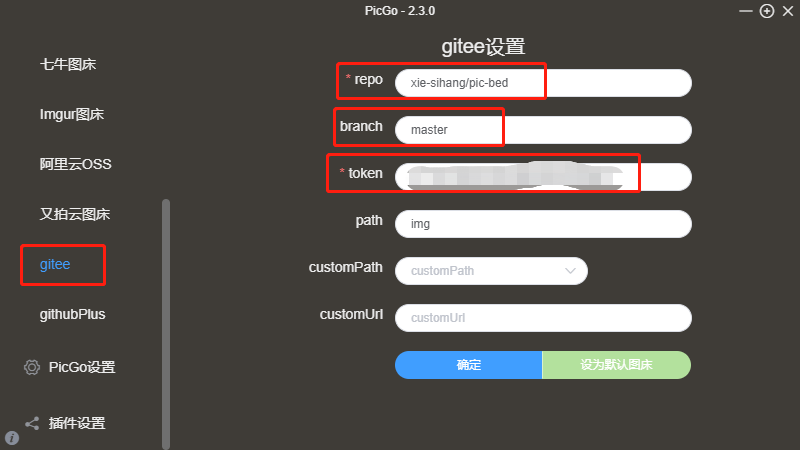 PicGo - 2.3.0
七牛图床
Imgur图床
阿里云OSS
又拍云图床
gitee
githubPlus
PicGo设置
插件设置
gitee设置
* repo xie-sihang/pic-bed
branch master
* token
path img
customPath customPath
customUrl customUrl
确定 设为默认图床